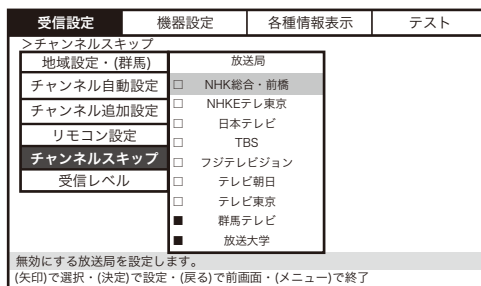 受信設定 機器設定 各種情報表示 テスト
>チャンネルスキップ
地域設定・(群馬)
チャンネル自動設定
チャンネル追加設定
リモコン設定
チャンネルスキップ
受信レベル
放送局
□ NHK総合・前橋
□ NHKEテレ東京
□ 日本テレビ
□ TBS
□ フジテレビジョン
□ テレビ朝日
□ テレビ東京
■ 群馬テレビ
■ 放送大学
無効にする放送局を設定します。
(矢印)で選択・(決定)で設定・(戻る)で前画面・(メニュー)で終了